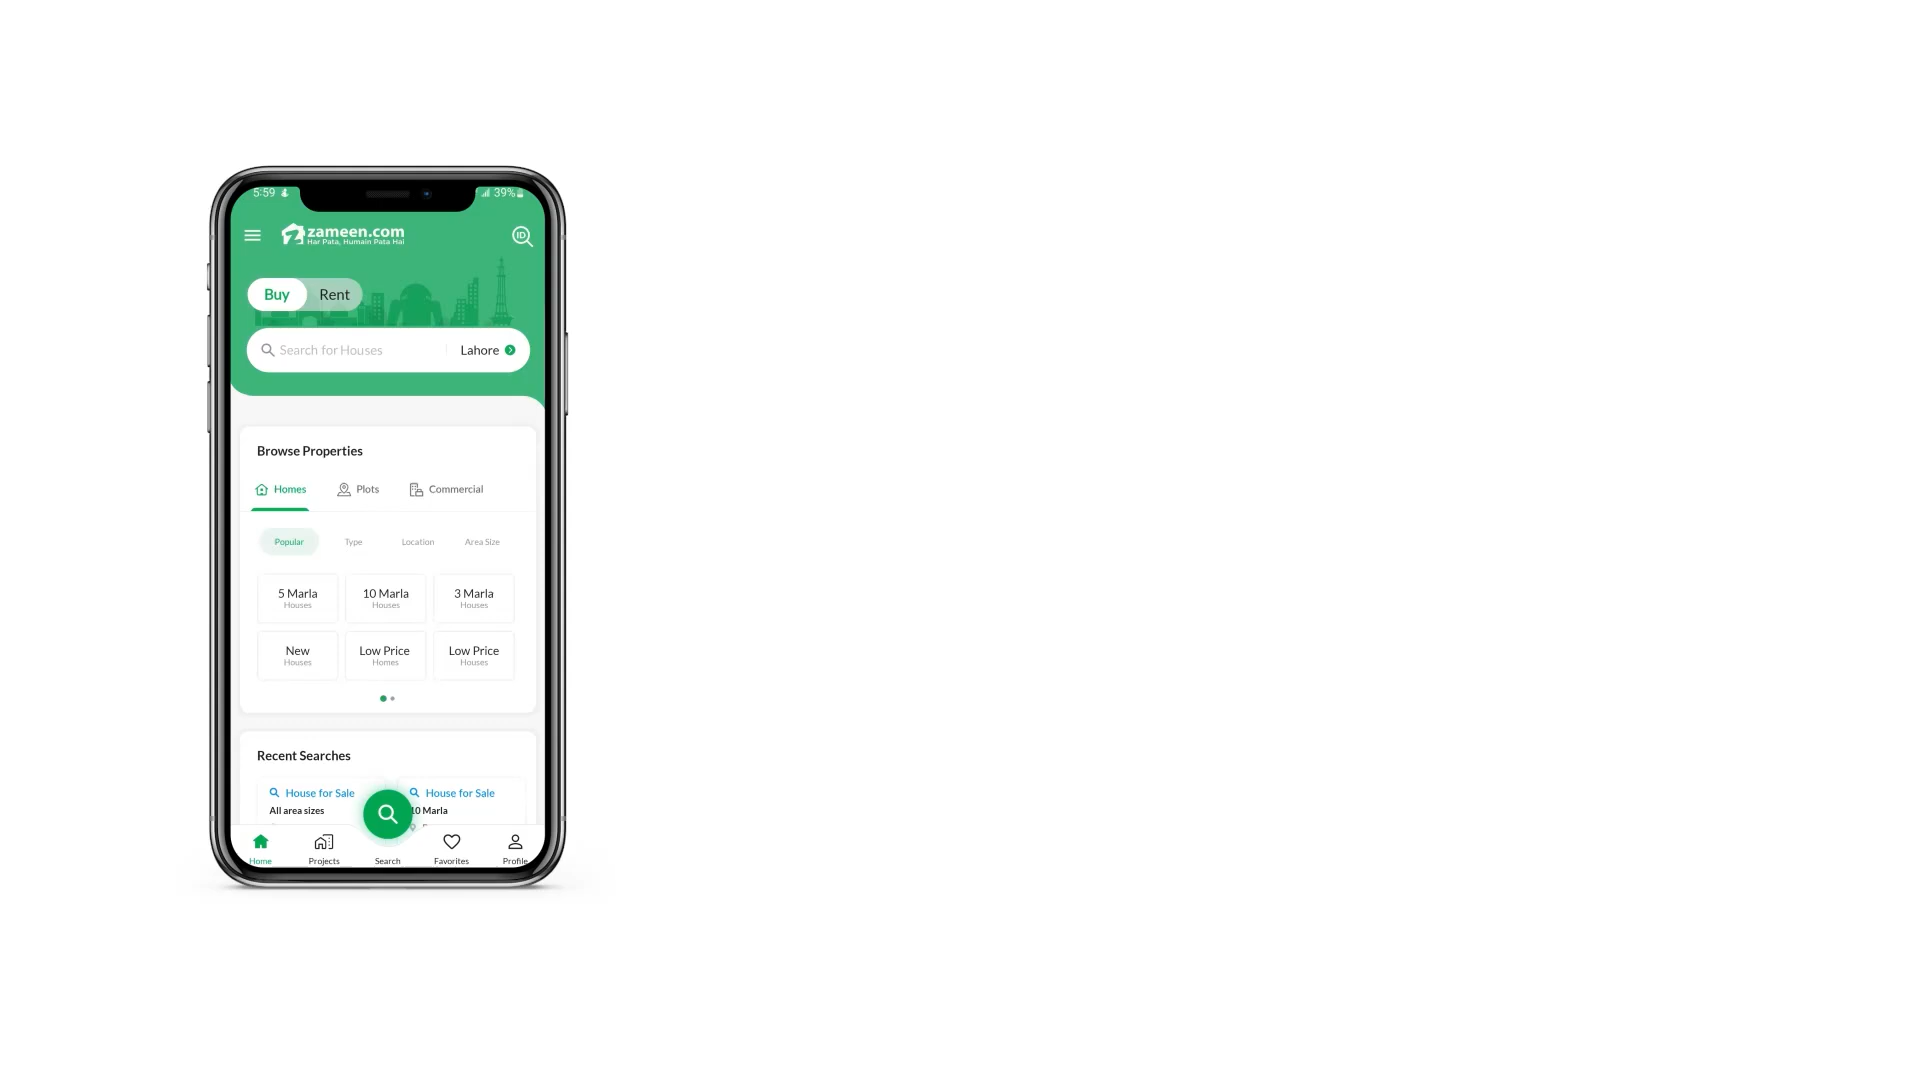 5:59 39%
zameen.com
Har Pata, Humain Pata Hai
ID
Buy Rent
Search for Houses Lahore
Browse Properties
Homes Plots Commercial
Popular Type Location Area Size
5 Marla 10 Marla 3 Marla
Houses Houses Houses
New Low Price Low Price
Houses Homes Houses
Recent Searches
House for Sale House for Sale
All area sizes 10 Marla
Home Projects Search Favorites Profile